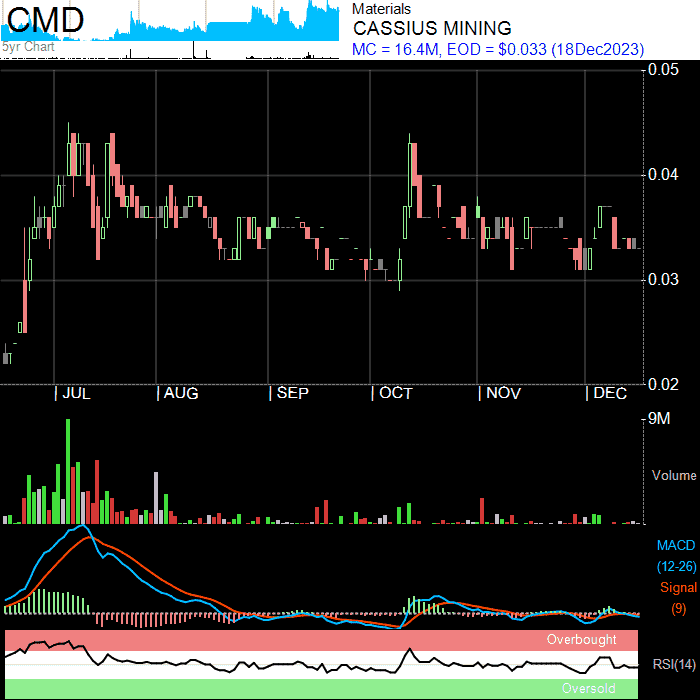 CMD
5yr Chart
Materials
CASSIUS MINING
MC = 16.4M, EOD = $0.033 (18Dec2023)
0.05
0.04
0.03
0.02
JUL AUG SEP OCT NOV DEC
9M
Volume
MACD
(12-26)
Signal
(9)
Overbought
RSI(14)
Oversold